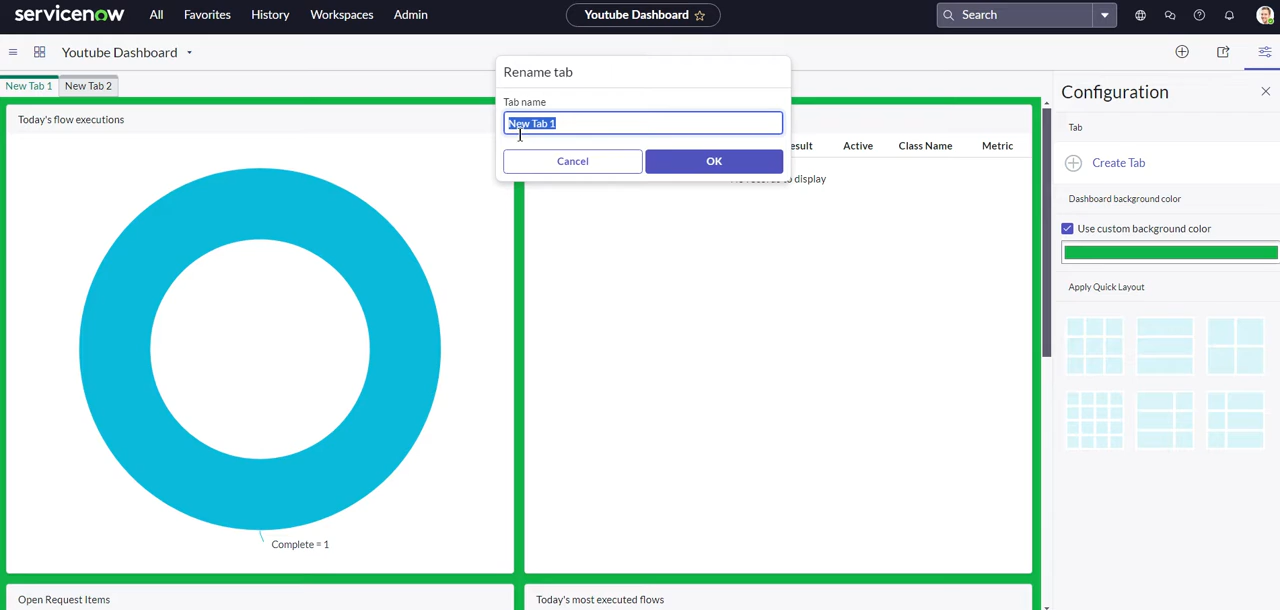 servicenow
All
Favorites
History
Workspaces
Admin
Youtube Dashboard
Search
Youtube Dashboard
New Tab 1
New Tab 2
Rename tab
Tab name
New Tab 1
Cancel
OK
Today's flow executions
Complete = 1
Active
Class Name
Metric
to display
Open Request Items
Today's most executed flows
Configuration
Tab
Create Tab
Dashboard background color
Use custom background color
Apply Quick Layout